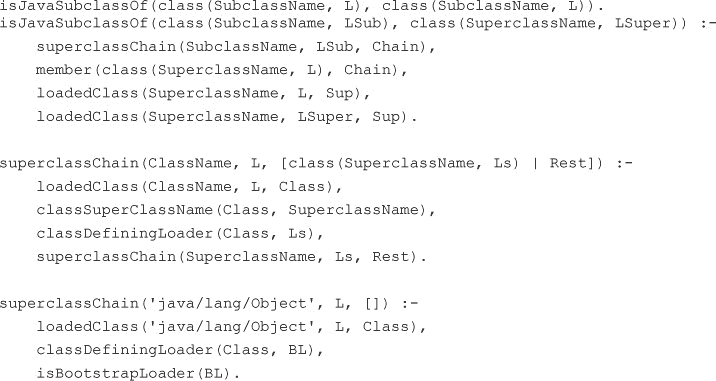 isJavaSubclassOf(class(SubclassName, L), class(SubclassName, L)).
isJavaSubclassOf(class(SubclassName, LSub), class(SuperclassName, LSuper)) :-
    superclassChain(SubclassName, LSub, Chain),
    member(class(SuperclassName, L), Chain),
    loadedClass(SuperclassName, L, Sup),
    loadedClass(SuperclassName, LSuper, Sup).

superclassChain(ClassName, L, [class(SuperclassName, Ls) | Rest]) :-
    loadedClass(ClassName, L, Class),
    classSuperClassName(Class, SuperclassName),
    classDefiningLoader(Class, Ls),
    superclassChain(SuperclassName, Ls, Rest).

superclassChain('java/lang/Object', L, []) :-
    loadedClass('java/lang/Object', L, Class),
    classDefiningLoader(Class, BL),
    isBootstrapLoader(BL).